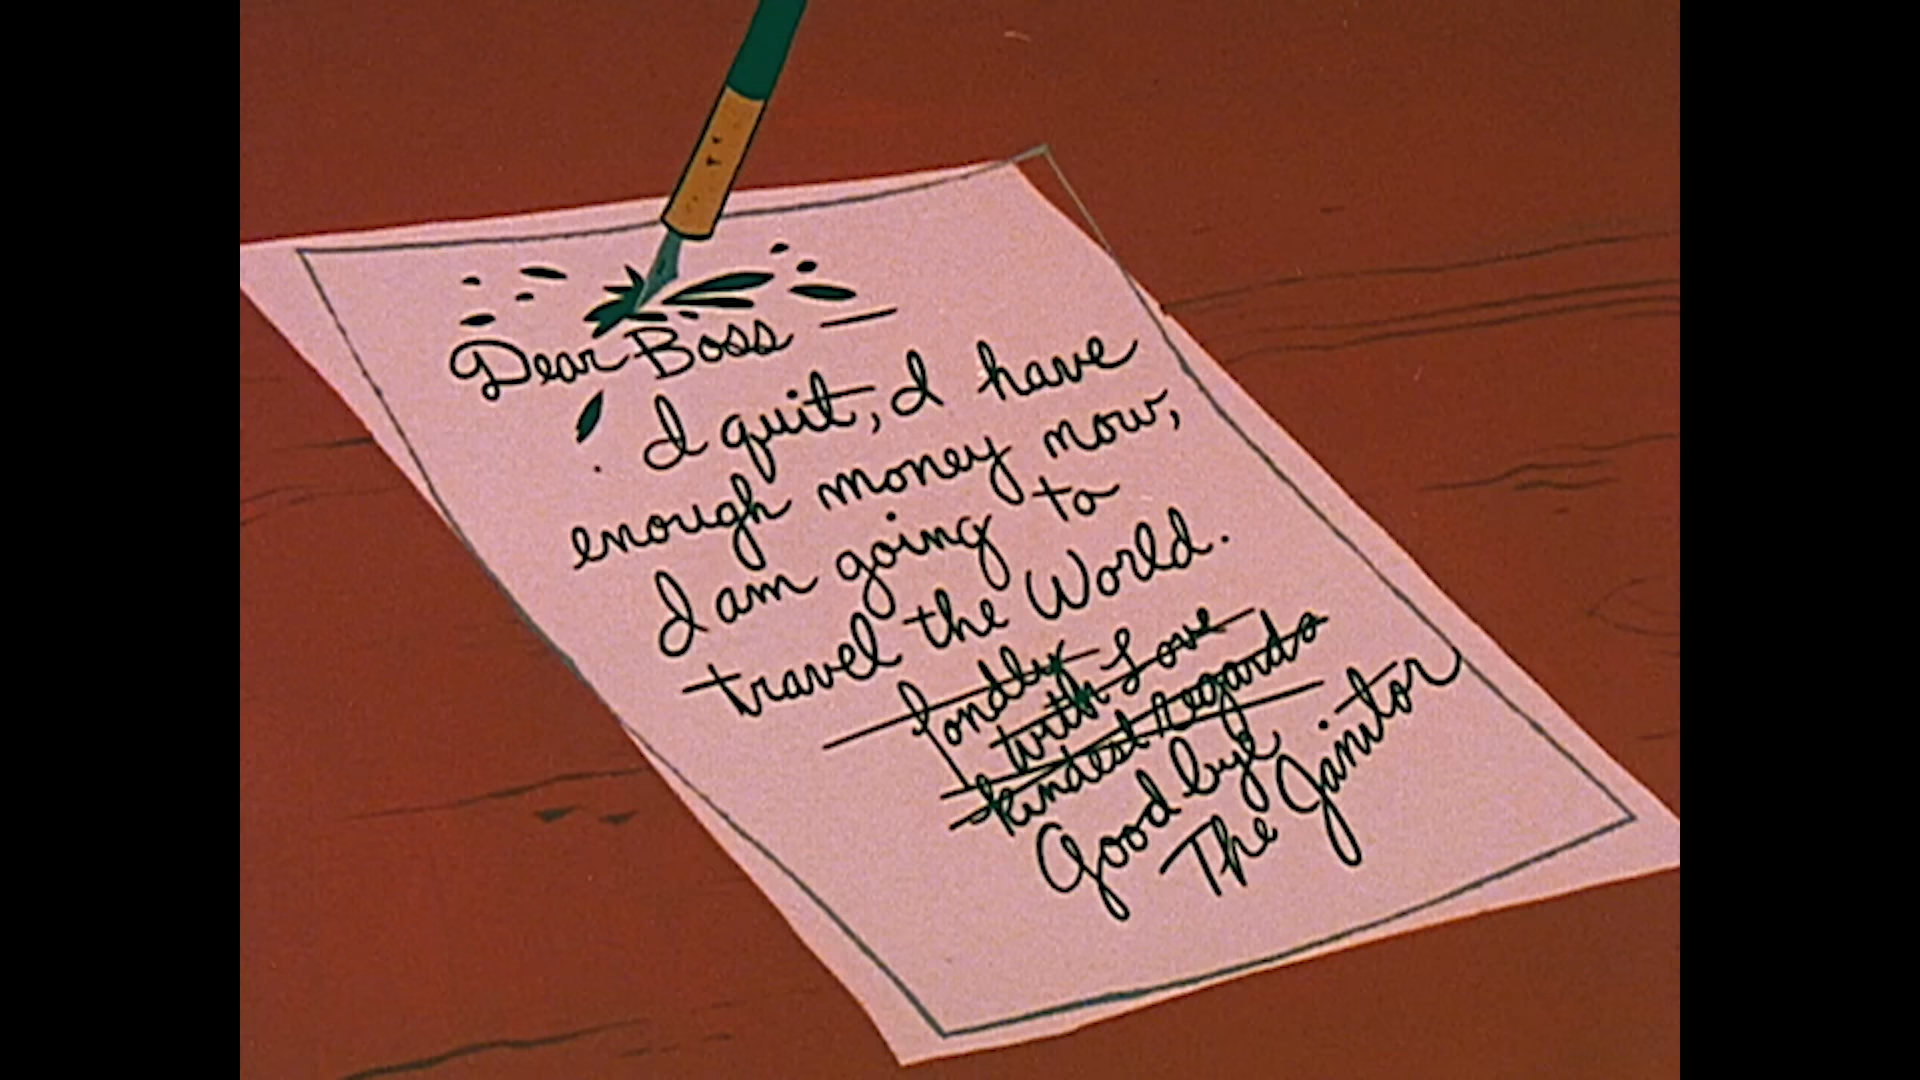 Dear Boss —
I quit, I have
enough money now,
I am going to
travel the World.
fondly
with Love
kindest Regards
Good bye
The Janitor